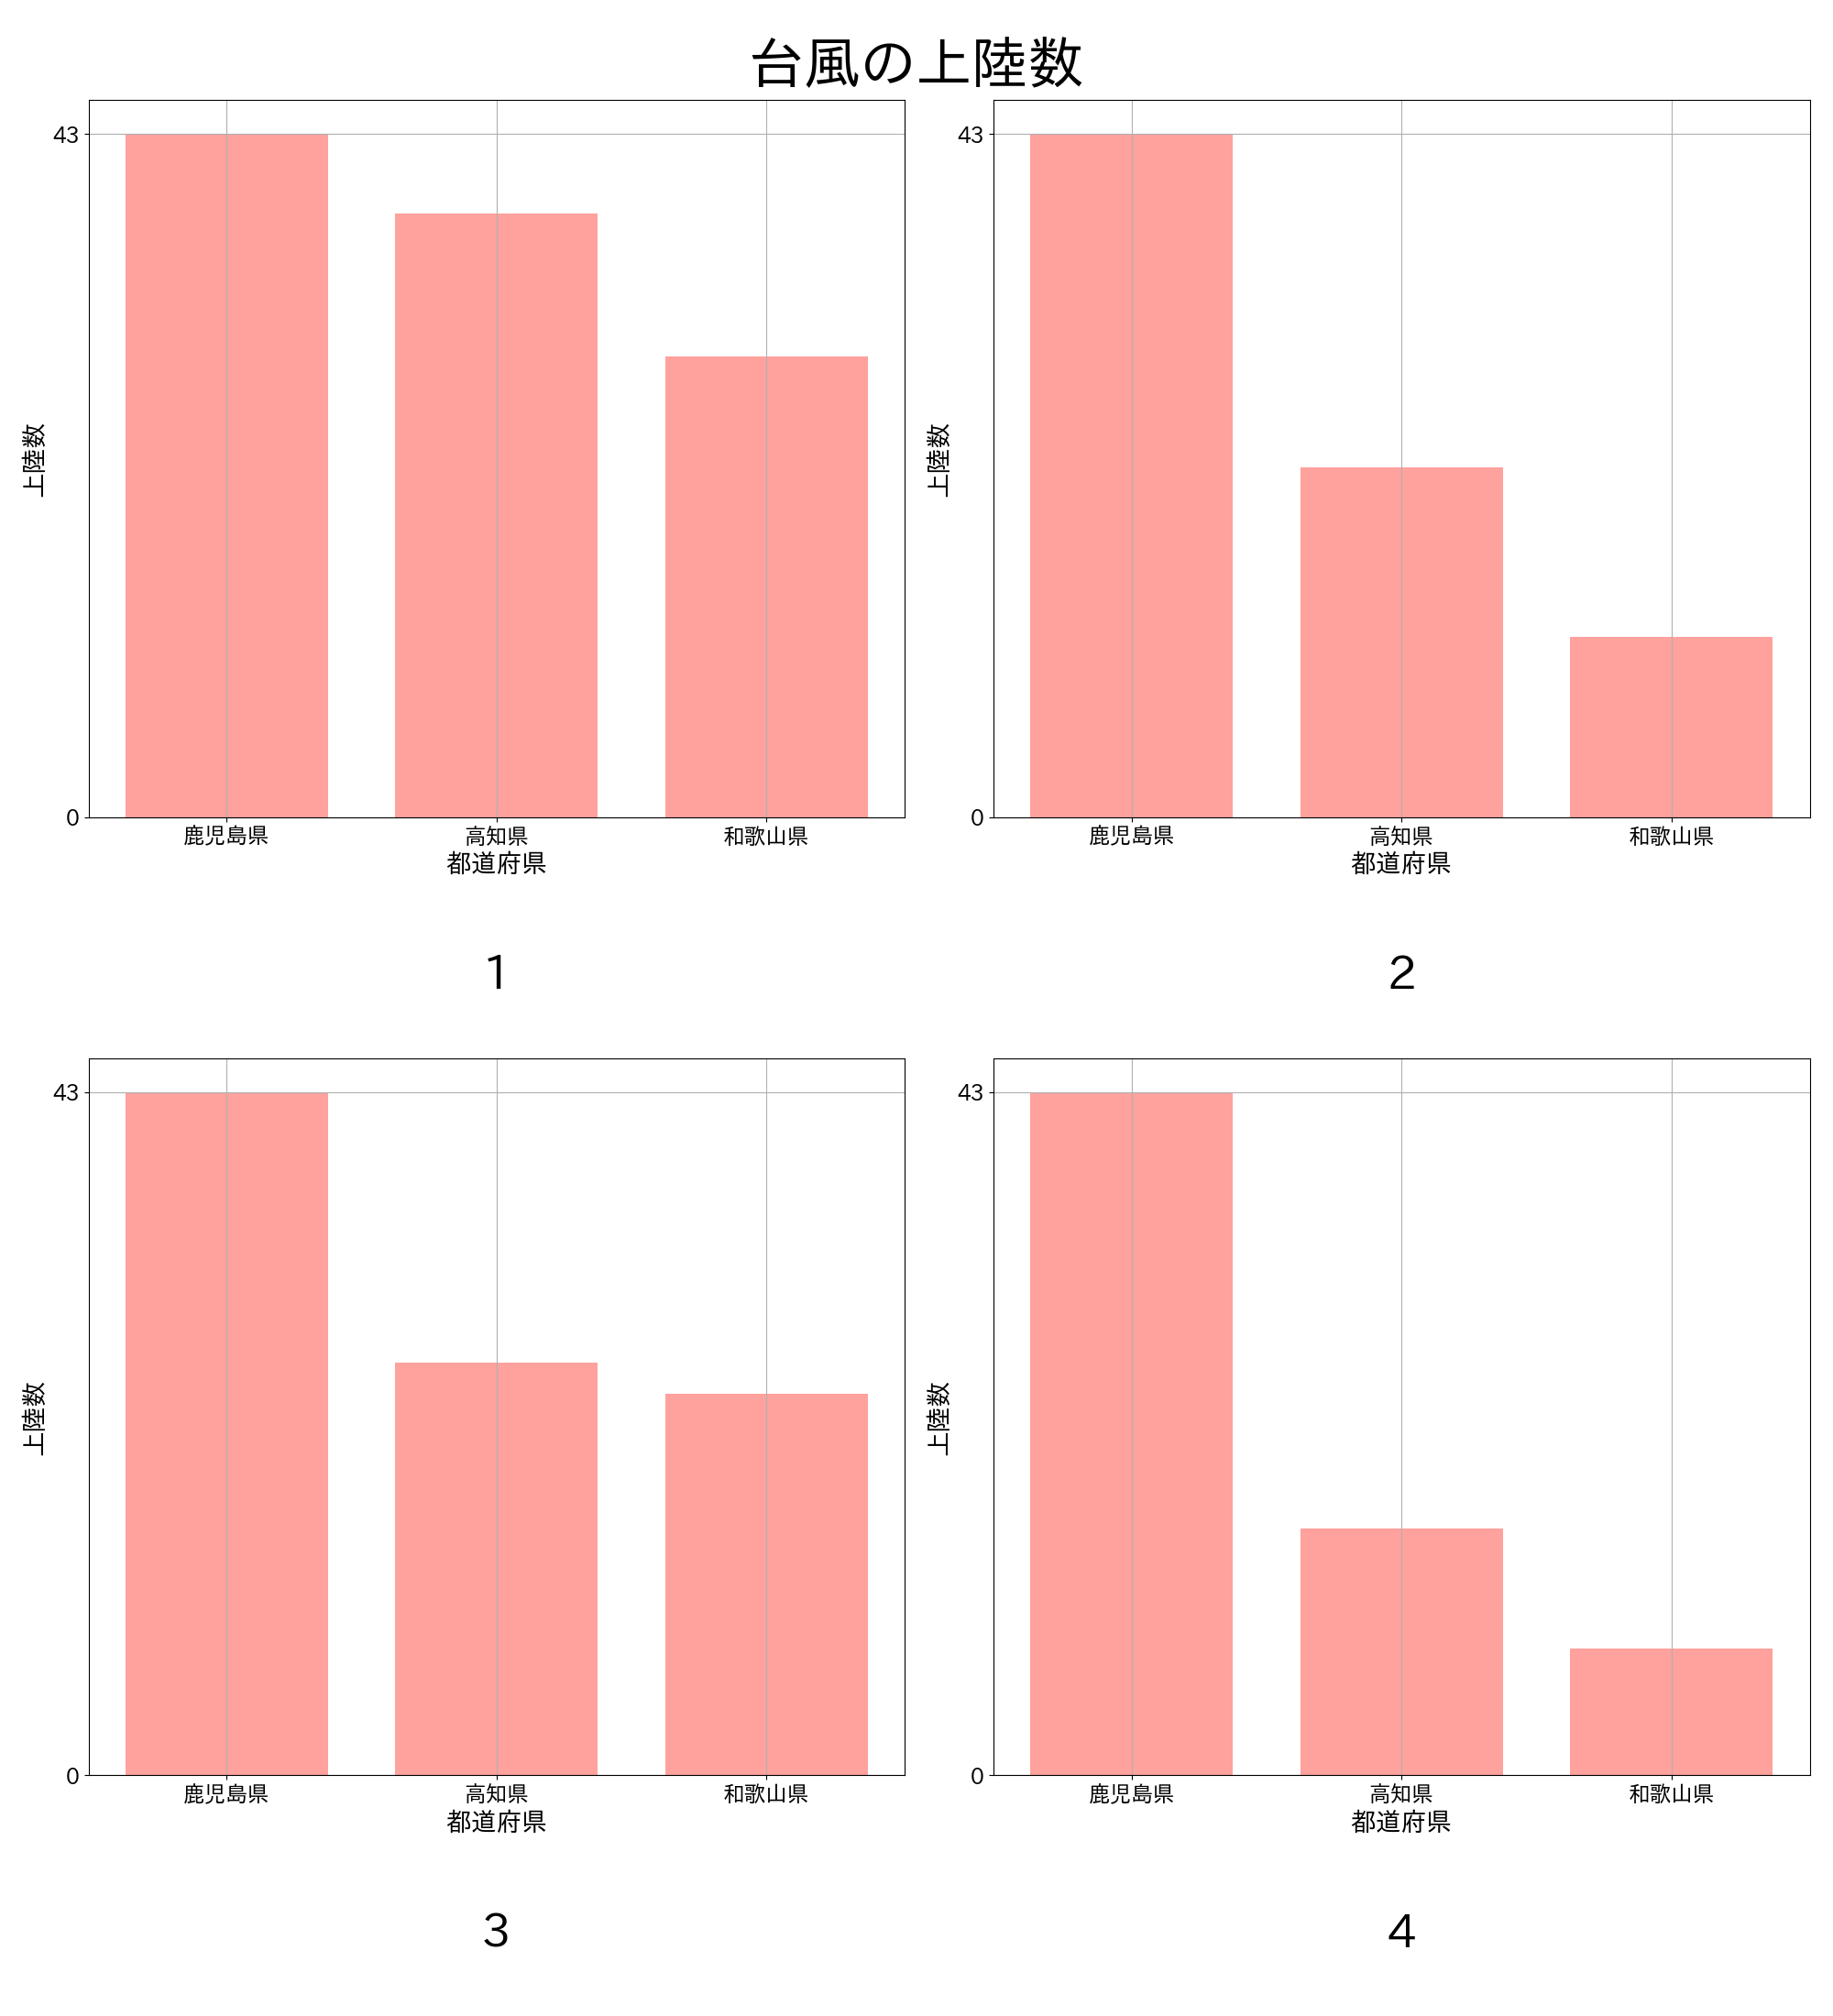 台風の上陸数
43
上陸数
0
鹿児島県 高知県 和歌山県
都道府県
1
43
上陸数
0
鹿児島県 高知県 和歌山県
都道府県
2
43
上陸数
0
鹿児島県 高知県 和歌山県
都道府県
3
43
上陸数
0
鹿児島県 高知県 和歌山県
都道府県
4